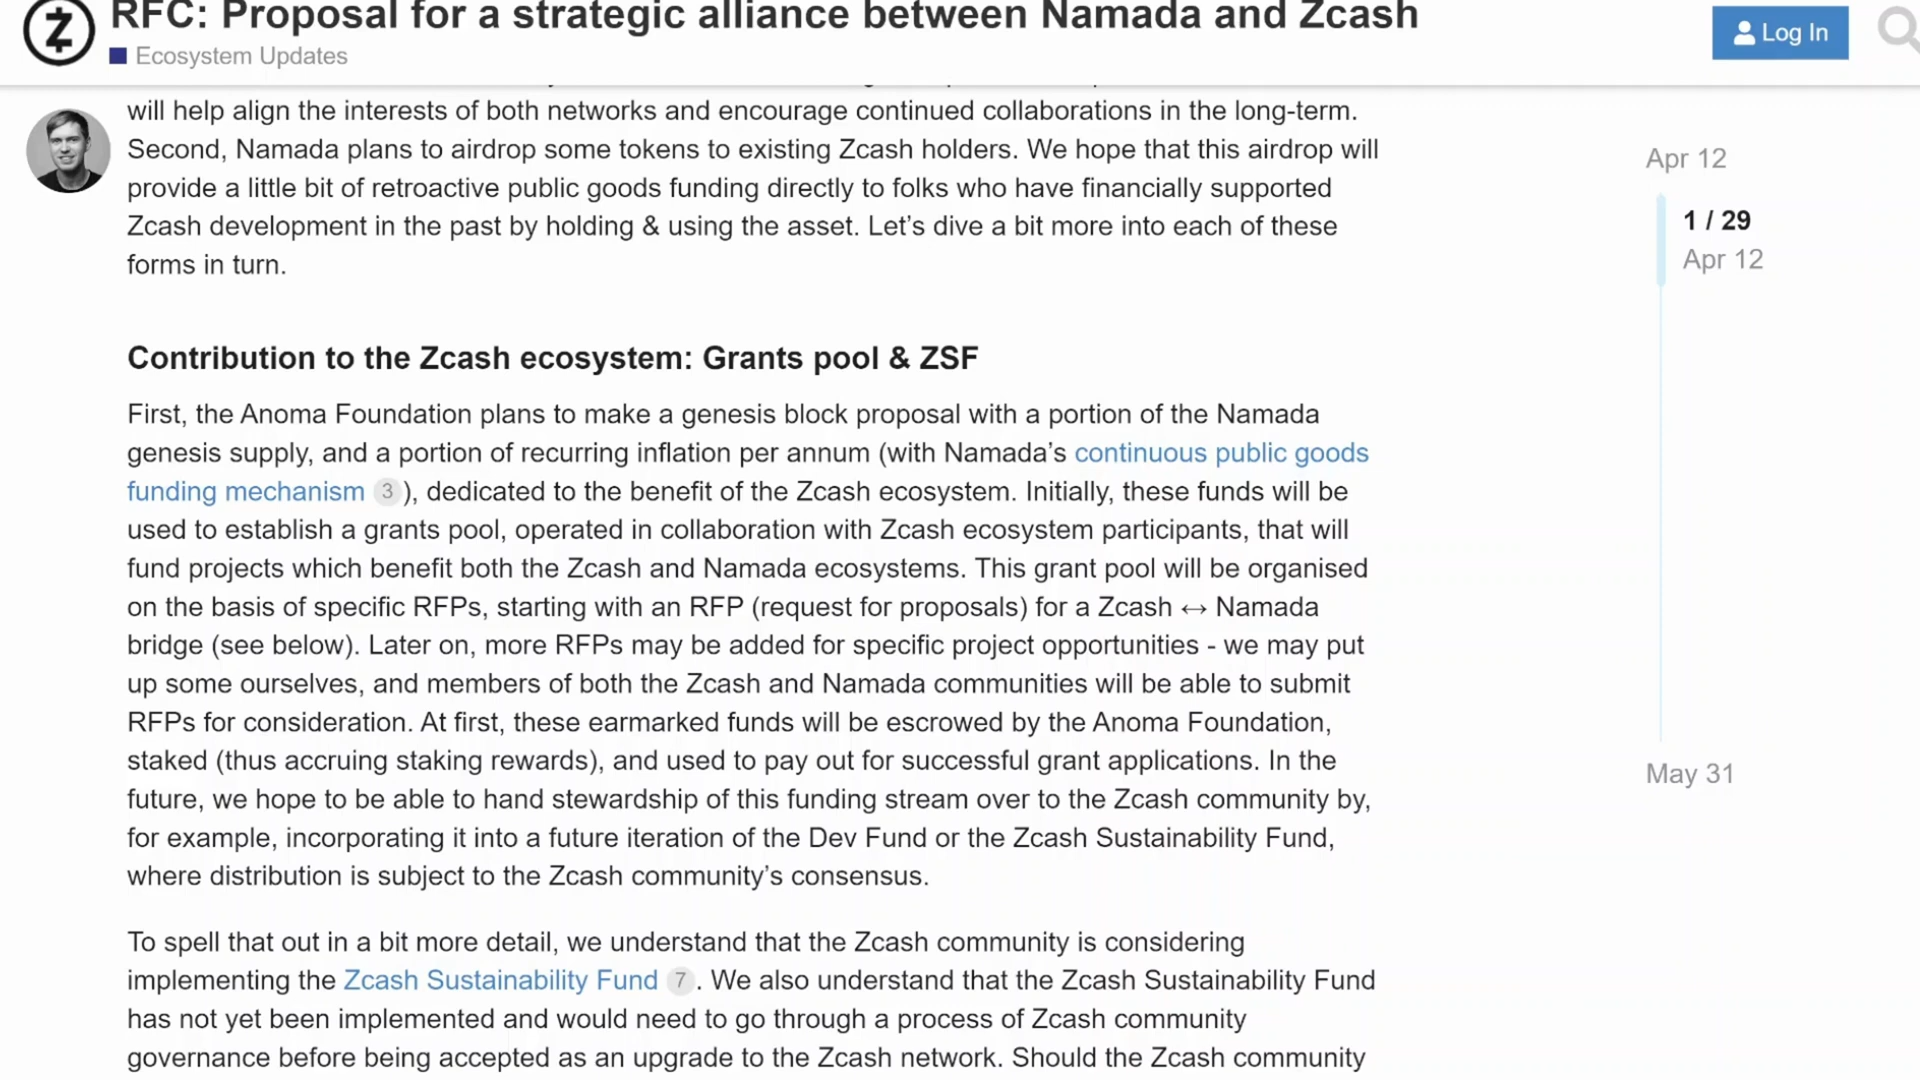 RFC: Proposal for a strategic alliance between Namada and Zcash
Ecosystem Updates
Log In
will help align the interests of both networks and encourage continued collaborations in the long-term.
Second, Namada plans to airdrop some tokens to existing Zcash holders. We hope that this airdrop will
provide a little bit of retroactive public goods funding directly to folks who have financially supported
Zcash development in the past by holding & using the asset. Let’s dive a bit more into each of these
forms in turn.
Apr 12
1 / 29
Apr 12
May 31
Contribution to the Zcash ecosystem: Grants pool & ZSF
First, the Anoma Foundation plans to make a genesis block proposal with a portion of the Namada
genesis supply, and a portion of recurring inflation per annum (with Namada’s continuous public goods
funding mechanism 3 ), dedicated to the benefit of the Zcash ecosystem. Initially, these funds will be
used to establish a grants pool, operated in collaboration with Zcash ecosystem participants, that will
fund projects which benefit both the Zcash and Namada ecosystems. This grant pool will be organised
on the basis of specific RFPs, starting with an RFP (request for proposals) for a Zcash ↔ Namada
bridge (see below). Later on, more RFPs may be added for specific project opportunities - we may put
up some ourselves, and members of both the Zcash and Namada communities will be able to submit
RFPs for consideration. At first, these earmarked funds will be escrowed by the Anoma Foundation,
staked (thus accruing staking rewards), and used to pay out for successful grant applications. In the
future, we hope to be able to hand stewardship of this funding stream over to the Zcash community by,
for example, incorporating it into a future iteration of the Dev Fund or the Zcash Sustainability Fund,
where distribution is subject to the Zcash community’s consensus.
To spell that out in a bit more detail, we understand that the Zcash community is considering
implementing the Zcash Sustainability Fund 7 . We also understand that the Zcash Sustainability Fund
has not yet been implemented and would need to go through a process of Zcash community
governance before being accepted as an upgrade to the Zcash network. Should the Zcash community